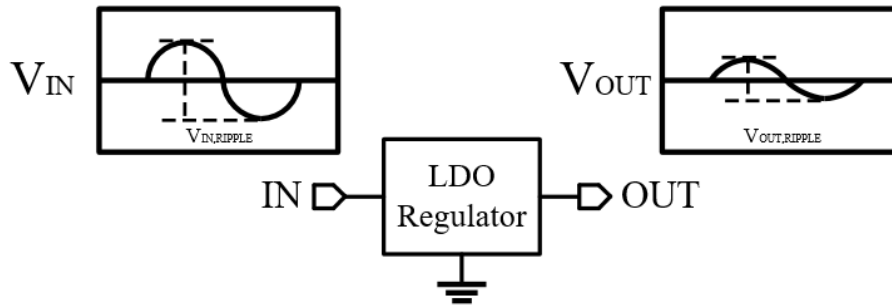 VIN
VIN,RIPPLE
VOUT
VOUT,RIPPLE
IN
LDO
Regulator
OUT